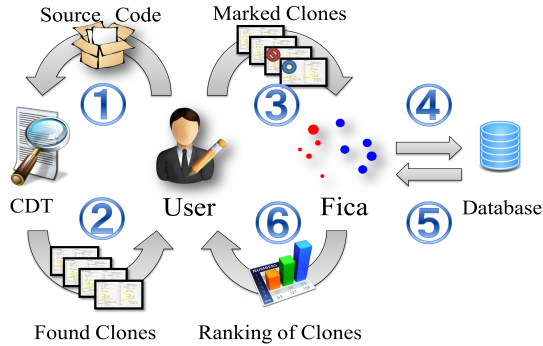 Source Code
Marked Clones
1
3
4
CDT
User
Fica
Database
2
6
5
NUMBERS
Found Clones
Ranking of Clones